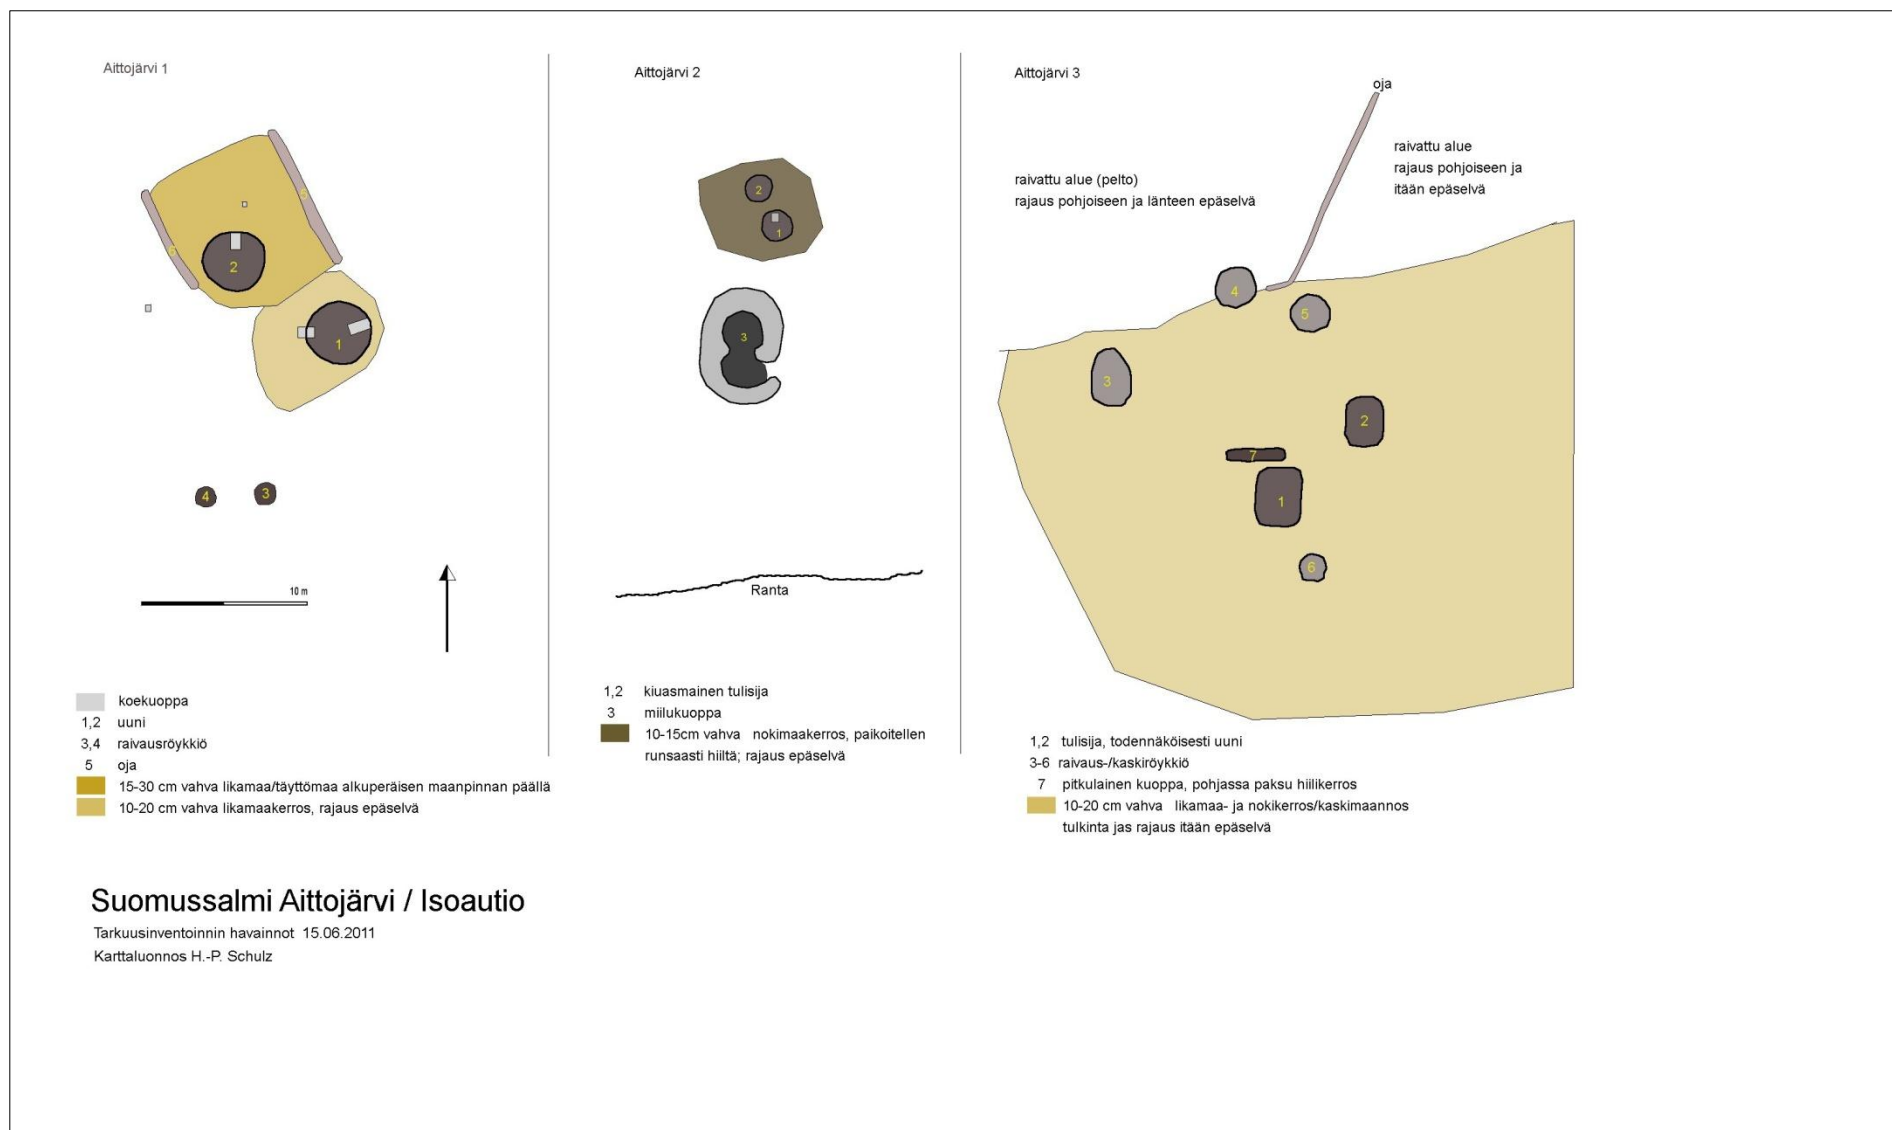 Aittojärvi 1
5
5
2
1
4
3
10 m
koekuoppa
1,2 uuni
3,4 raivausröykkiö
5 oja
15-30 cm vahva likamaa/täyttömaa alkuperäisen maanpinnan päällä
10-20 cm vahva likamaakerros, rajaus epäselvä
Aittojärvi 2
2
1
3
Ranta
1,2 kiuasmainen tulisija
3 miilukuoppa
10-15cm vahva nokimaakerros, paikoitellen
runsaasti hiiltä; rajaus epäselvä
Aittojärvi 3
oja
raivattu alue
rajaus pohjoiseen ja
itään epäselvä
raivattu alue (pelto)
rajaus pohjoiseen ja länteen epäselvä
4
5
3
2
7
1
6
1,2 tulisija, todennäköisesti uuni
3-6 raivaus-/kaskiröykkiö
7 pitkulainen kuoppa, pohjassa paksu hiilikerros
10-20 cm vahva likamaa- ja nokikerros/kaskimaannos
tulkinta jas rajaus itään epäselvä
Suomussalmi Aittojärvi / Isoautio
Tarkuusinventoinnin havainnot 15.06.2011
Karttaluonnos H.-P. Schulz